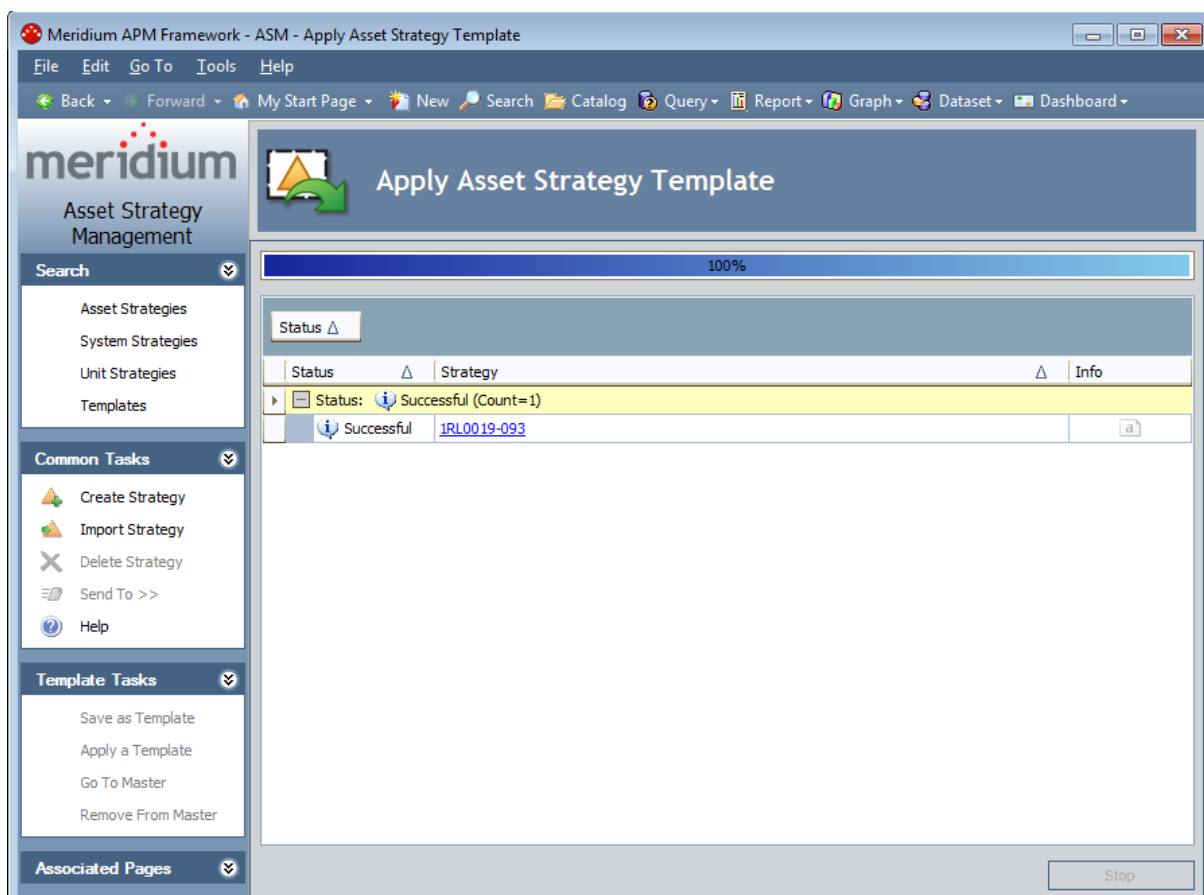 Meridium APM Framework - ASM - Apply Asset Strategy Template
File Edit Go To Tools Help
Back Forward My Start Page New Search Catalog Query Report Graph Dataset Dashboard
meridium
Asset Strategy
Management
Search
Asset Strategies
System Strategies
Unit Strategies
Templates
Common Tasks
Create Strategy
Import Strategy
Delete Strategy
Send To >>
Help
Template Tasks
Save as Template
Apply a Template
Go To Master
Remove From Master
Associated Pages
Apply Asset Strategy Template
100%
Status
Status Strategy Info
Status: Successful (Count=1)
Successful 1RL0019-093 a
Stop